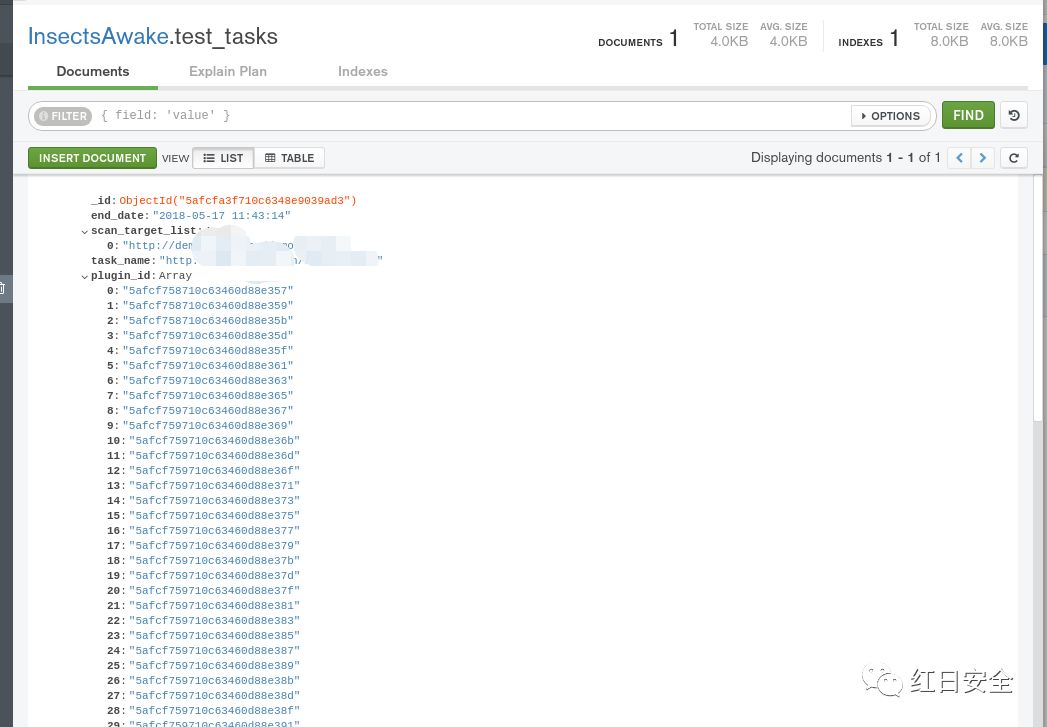 InsectsAwake.test_tasks
DOCUMENTS 1 TOTAL SIZE 4.0KB AVG. SIZE 4.0KB INDEXES 1 TOTAL SIZE 8.0KB AVG. SIZE 8.0KB
Documents Explain Plan Indexes
FILTER { field: 'value' } OPTIONS FIND
INSERT DOCUMENT VIEW LIST TABLE Displaying documents 1 - 1 of 1
_id: ObjectId("5afcfa3f710c6348e9039ad3")
end_date: "2018-05-17 11:43:14"
scan_target_list:
0: "http://dem
task_name: "http: "
plugin_id: Array
0: "5afcf758710c63460d88e357"
1: "5afcf758710c63460d88e359"
2: "5afcf758710c63460d88e35b"
3: "5afcf759710c63460d88e35d"
4: "5afcf759710c63460d88e35f"
5: "5afcf759710c63460d88e361"
6: "5afcf759710c63460d88e363"
7: "5afcf759710c63460d88e365"
8: "5afcf759710c63460d88e367"
9: "5afcf759710c63460d88e369"
10: "5afcf759710c63460d88e36b"
11: "5afcf759710c63460d88e36d"
12: "5afcf759710c63460d88e36f"
13: "5afcf759710c63460d88e371"
14: "5afcf759710c63460d88e373"
15: "5afcf759710c63460d88e375"
16: "5afcf759710c63460d88e377"
17: "5afcf759710c63460d88e379"
18: "5afcf759710c63460d88e37b"
19: "5afcf759710c63460d88e37d"
20: "5afcf759710c63460d88e37f"
21: "5afcf759710c63460d88e381"
22: "5afcf759710c63460d88e383"
23: "5afcf759710c63460d88e385"
24: "5afcf759710c63460d88e387"
25: "5afcf759710c63460d88e389"
26: "5afcf759710c63460d88e38b"
27: "5afcf759710c63460d88e38d"
28: "5afcf759710c63460d88e38f"
29: "5afcf759710c63460d88e391"
红日安全